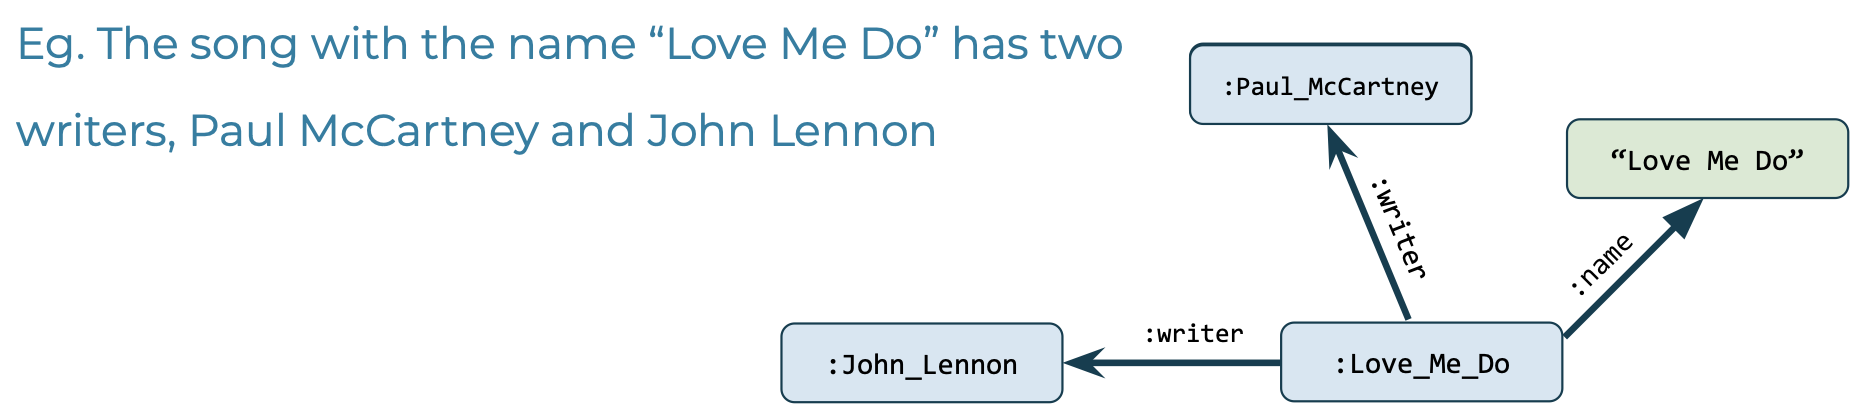 Eg. The song with the name “Love Me Do” has two
writers, Paul McCartney and John Lennon
:Paul_McCartney
“Love Me Do”
:writer
:name
:writer
:John_Lennon
:Love_Me_Do